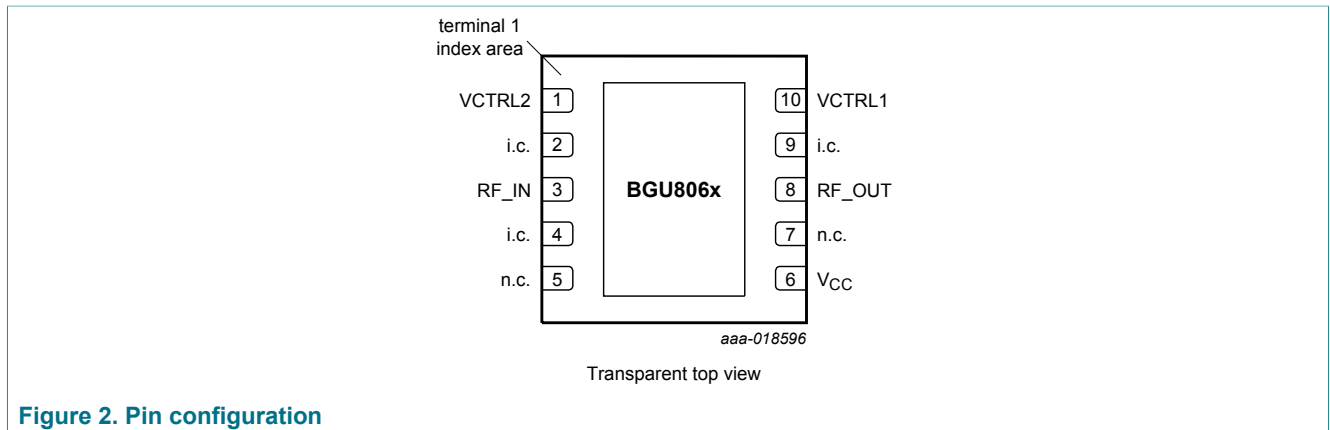 terminal 1
index area
VCTRL2 1
10 VCTRL1
i.c. 2
9 i.c.
RF_IN 3
BGU806x
8 RF_OUT
i.c. 4
7 n.c.
n.c. 5
6 VCC
aaa-018596
Transparent top view
Figure 2. Pin configuration